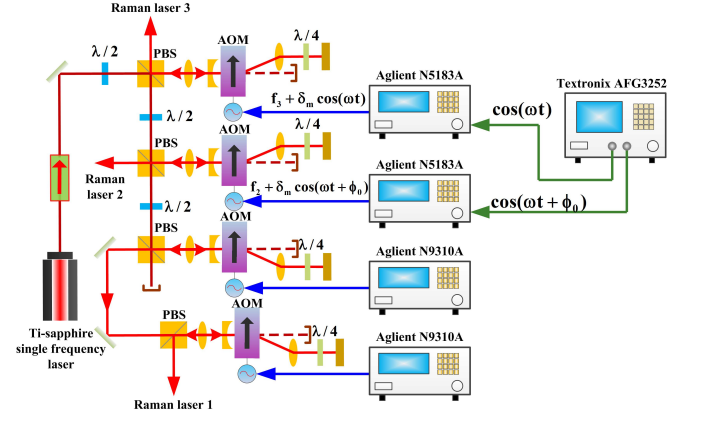 Raman laser 3
λ / 2
PBS
AOM
λ / 4
Aglient N5183A
Textronix AFG3252
f3 + δm cos(ωt)
cos(ωt)
λ / 2
PBS
AOM
λ / 4
Aglient N5183A
Raman
laser 2
f2 + δm cos(ωt + ϕ0)
cos(ωt + ϕ0)
λ / 2
PBS
AOM
λ / 4
Aglient N9310A
PBS
AOM
λ / 4
Aglient N9310A
Ti-sapphire
single frequency
laser
Raman laser 1